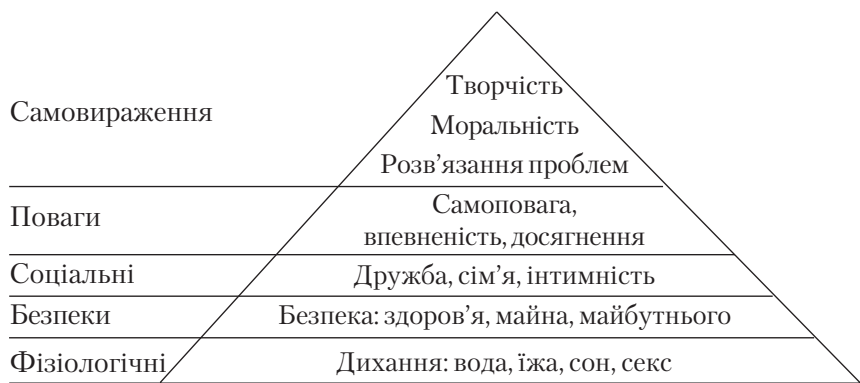 Творчість
Самовираження
Моральність
Розв’язання проблем
Поваги
Самоповага,
впевненість, досягнення
Соціальні
Дружба, сім’я, інтимність
Безпеки
Безпека: здоров’я, майна, майбутнього
Фізіологічні
Дихання: вода, їжа, сон, секс